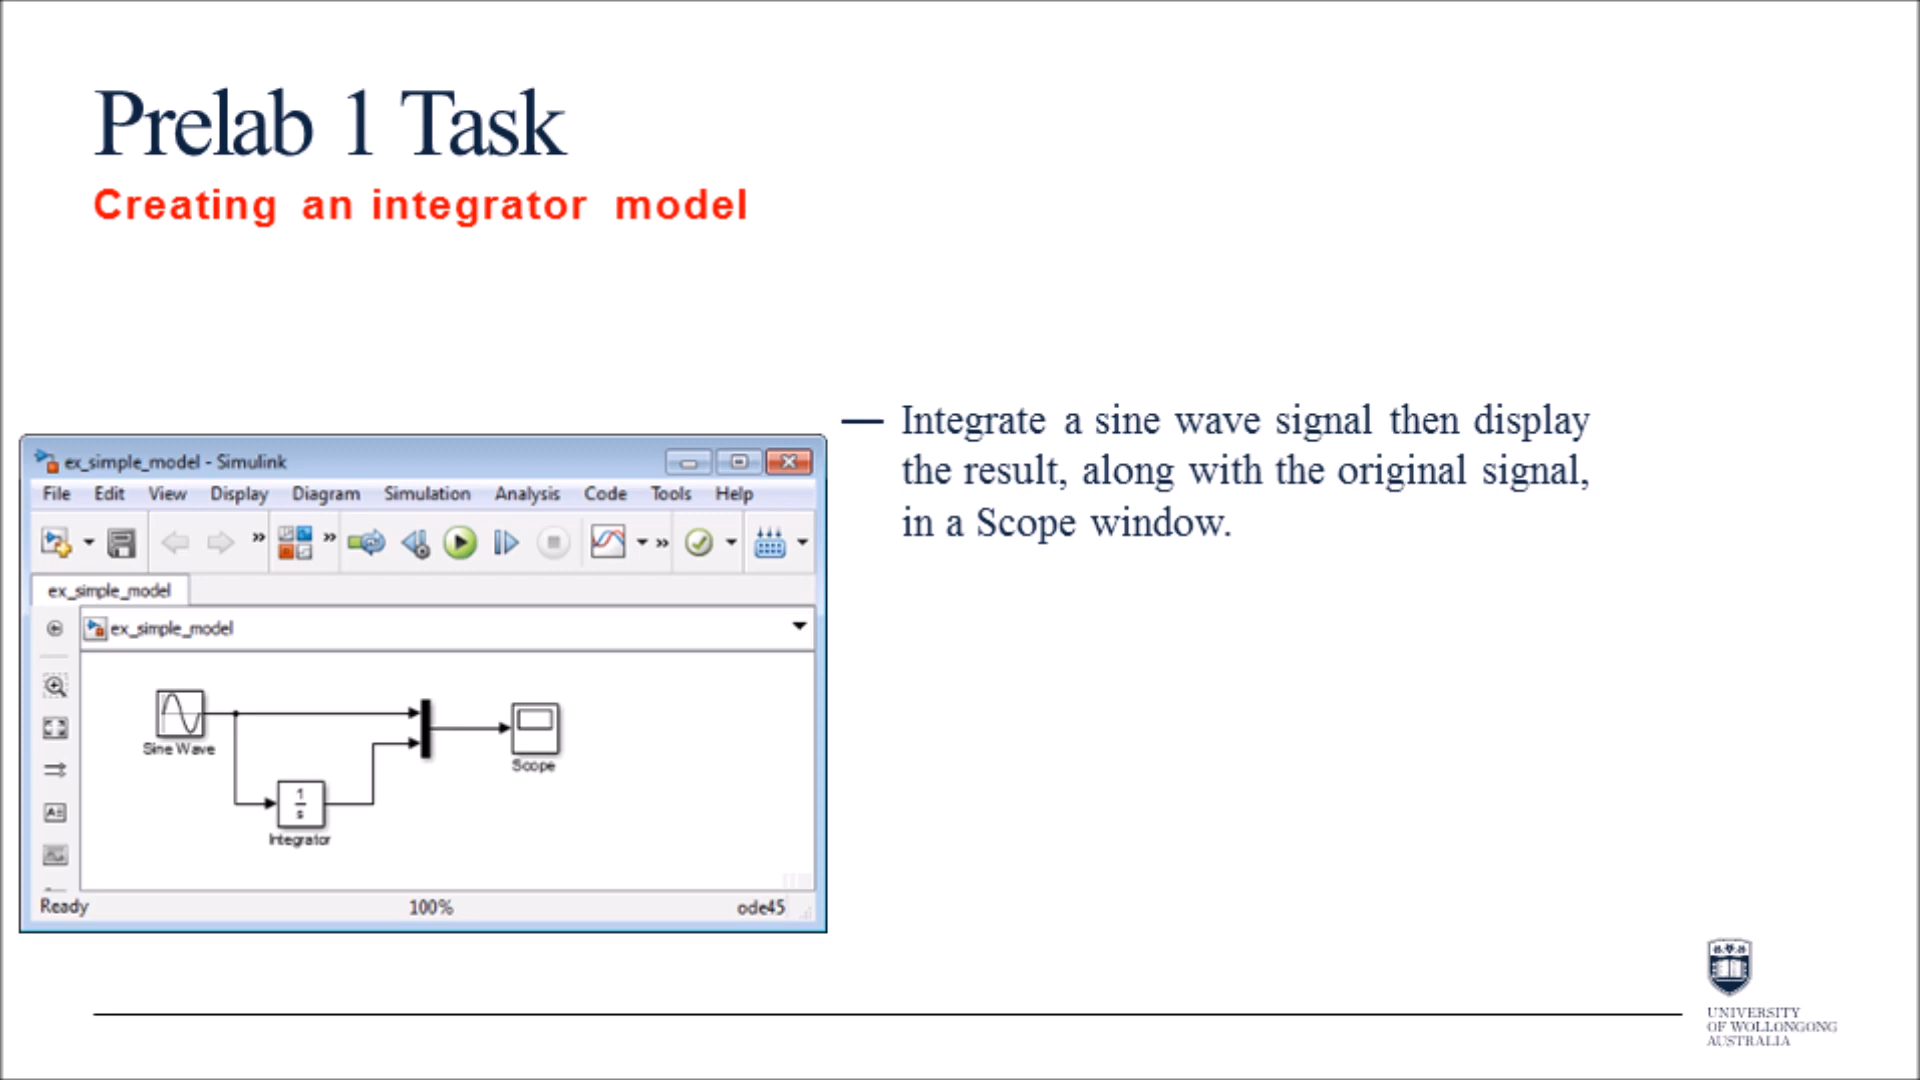 Prelab 1 Task
Creating an integrator model
— Integrate a sine wave signal then display
the result, along with the original signal,
in a Scope window.
ex_simple_model - Simulink
File Edit View Display Diagram Simulation Analysis Code Tools Help
ex_simple_model
ex_simple_model
Sine Wave
Scope
1
s
Integrator
Ready 100% ode45
UNIVERSITY
OF WOLLONGONG
AUSTRALIA